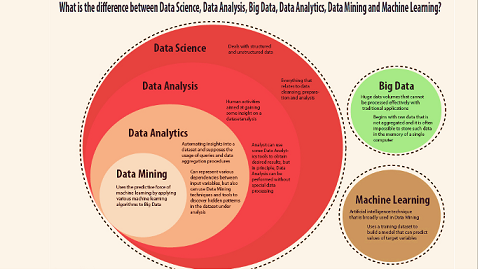 What is the difference between Data Science, Data Analysis, Big Data, Data Analytics, Data Mining and Machine Learning?
Data Science
Deals with structured
and unstructured data
Everything that
relates to data
cleansing, prepara-
tion and analysis
Data Analysis
Human activities
aimed at gaining
some insight on a
dataset/analysis
Analysis can use
some Data Analyti-
cs tools to obtain
desired results, but
in principle, Data
Analysis can be
performed without
special data
processing
Data Analytics
Automating insights into a
dataset and supposes the
usage of queries and data
aggregation procedures
Can represent various
dependencies between
input variables, but also
can use Data Mining
techniques and tools to
discover hidden patterns
in the dataset under
analysis
Data Mining
Uses the predictive force of
machine learning by applying
various machine learning
algorithms to Big Data
Big Data
Huge data volumes that cannot
be processed effectively with
traditional applications
Begins with raw data that is
not aggregated and it is often
impossible to store such data
in the memory of a single
computer
Machine Learning
Artificial intelligence technique
that is broadly used in Data Mining
Uses a training dataset to
build a model that can predict
values of target variables